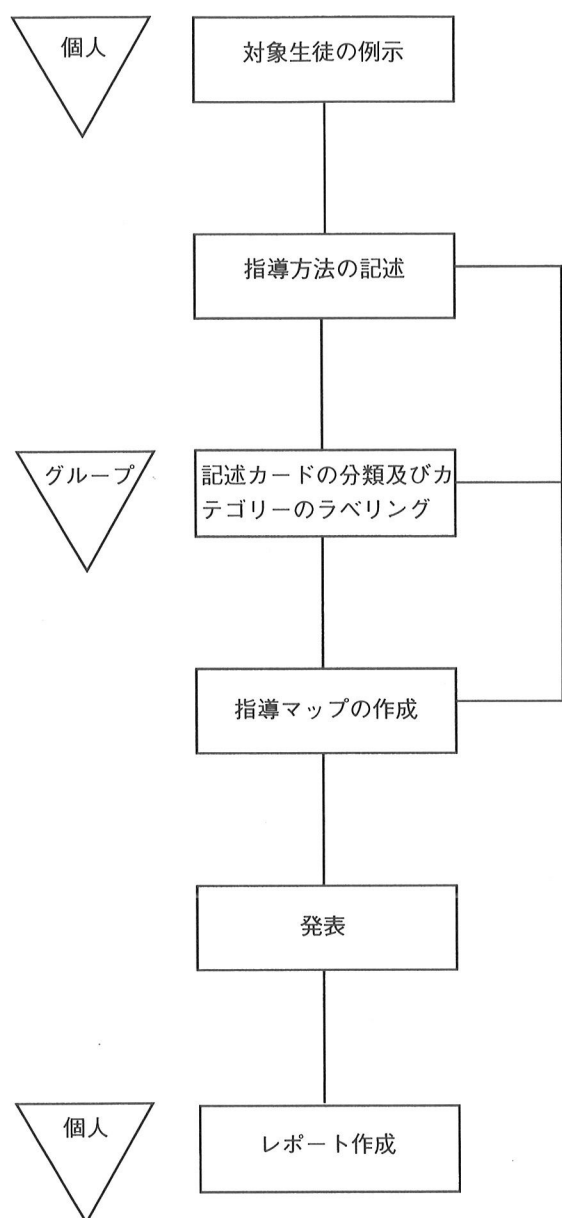 個人
対象生徒の例示
指導方法の記述
グループ
記述カードの分類及びカ
テゴリーのラベリング
指導マップの作成
発表
個人
レポート作成